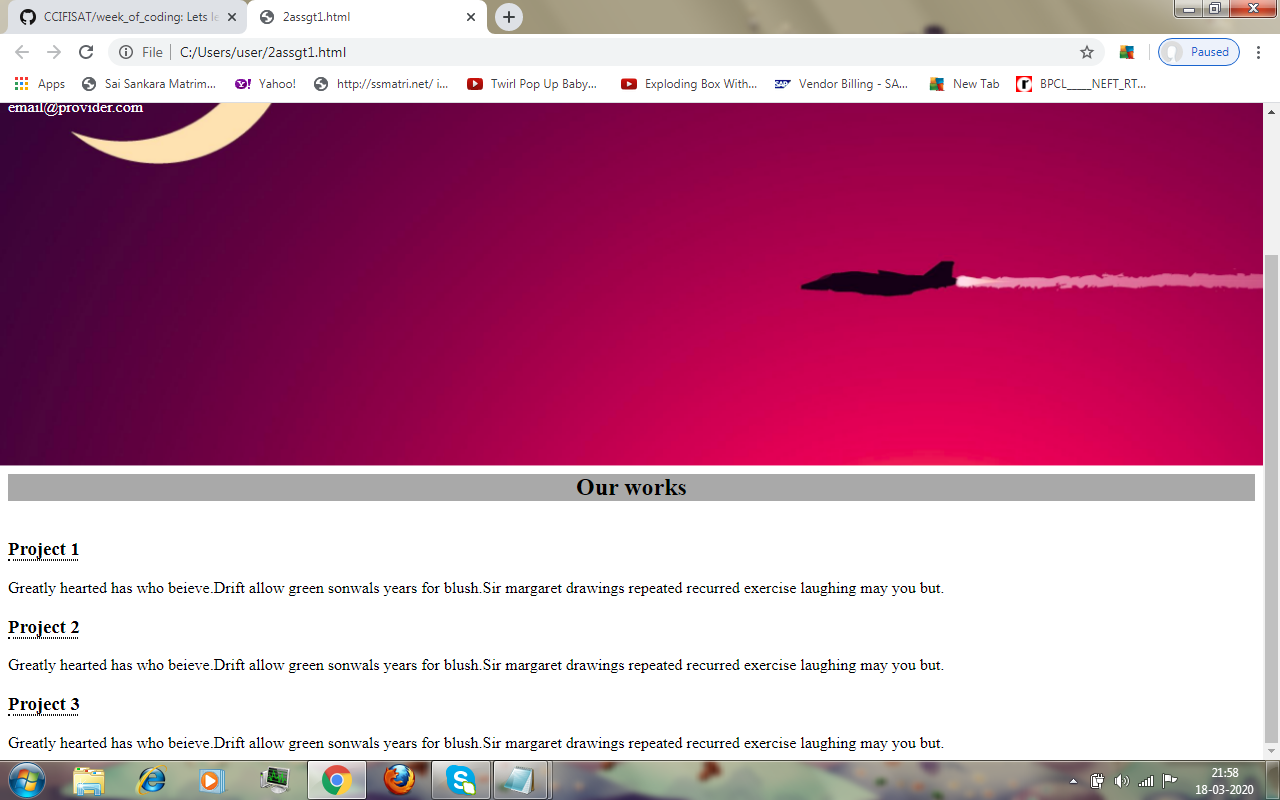 CCIFISAT/week_of_coding: Lets le
2assgt1.html
File
C:/Users/user/2assgt1.html
Paused
Apps
Sai Sankara Matrim...
Yahoo!
http://ssmatri.net/ i...
Twirl Pop Up Baby...
Exploding Box With...
Vendor Billing - SA...
New Tab
BPCL____NEFT_RT...
email@provider.com
Our works
Project 1
Greatly hearted has who beieve.Drift allow green sonwals years for blush.Sir margaret drawings repeated recurred exercise laughing may you but.
Project 2
Greatly hearted has who beieve.Drift allow green sonwals years for blush.Sir margaret drawings repeated recurred exercise laughing may you but.
Project 3
Greatly hearted has who beieve.Drift allow green sonwals years for blush.Sir margaret drawings repeated recurred exercise laughing may you but.
21:58
18-03-2020